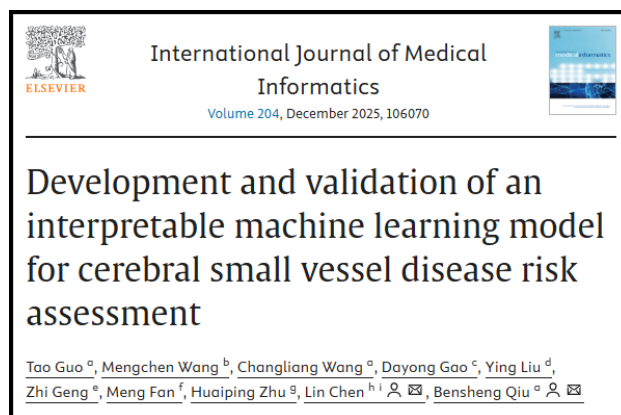 International Journal of Medical
Informatics
ELSEVIER
Volume 204, December 2025, 106070
Development and validation of an
interpretable machine learning model
for cerebral small vessel disease risk
assessment
Tao Guo a, Mengchen Wang b, Changliang Wang a, Dayong Gao c, Ying Liu d,
Zhi Geng e, Meng Fan f, Huaiping Zhu g, Lin Chen h i, Bensheng Qiu a